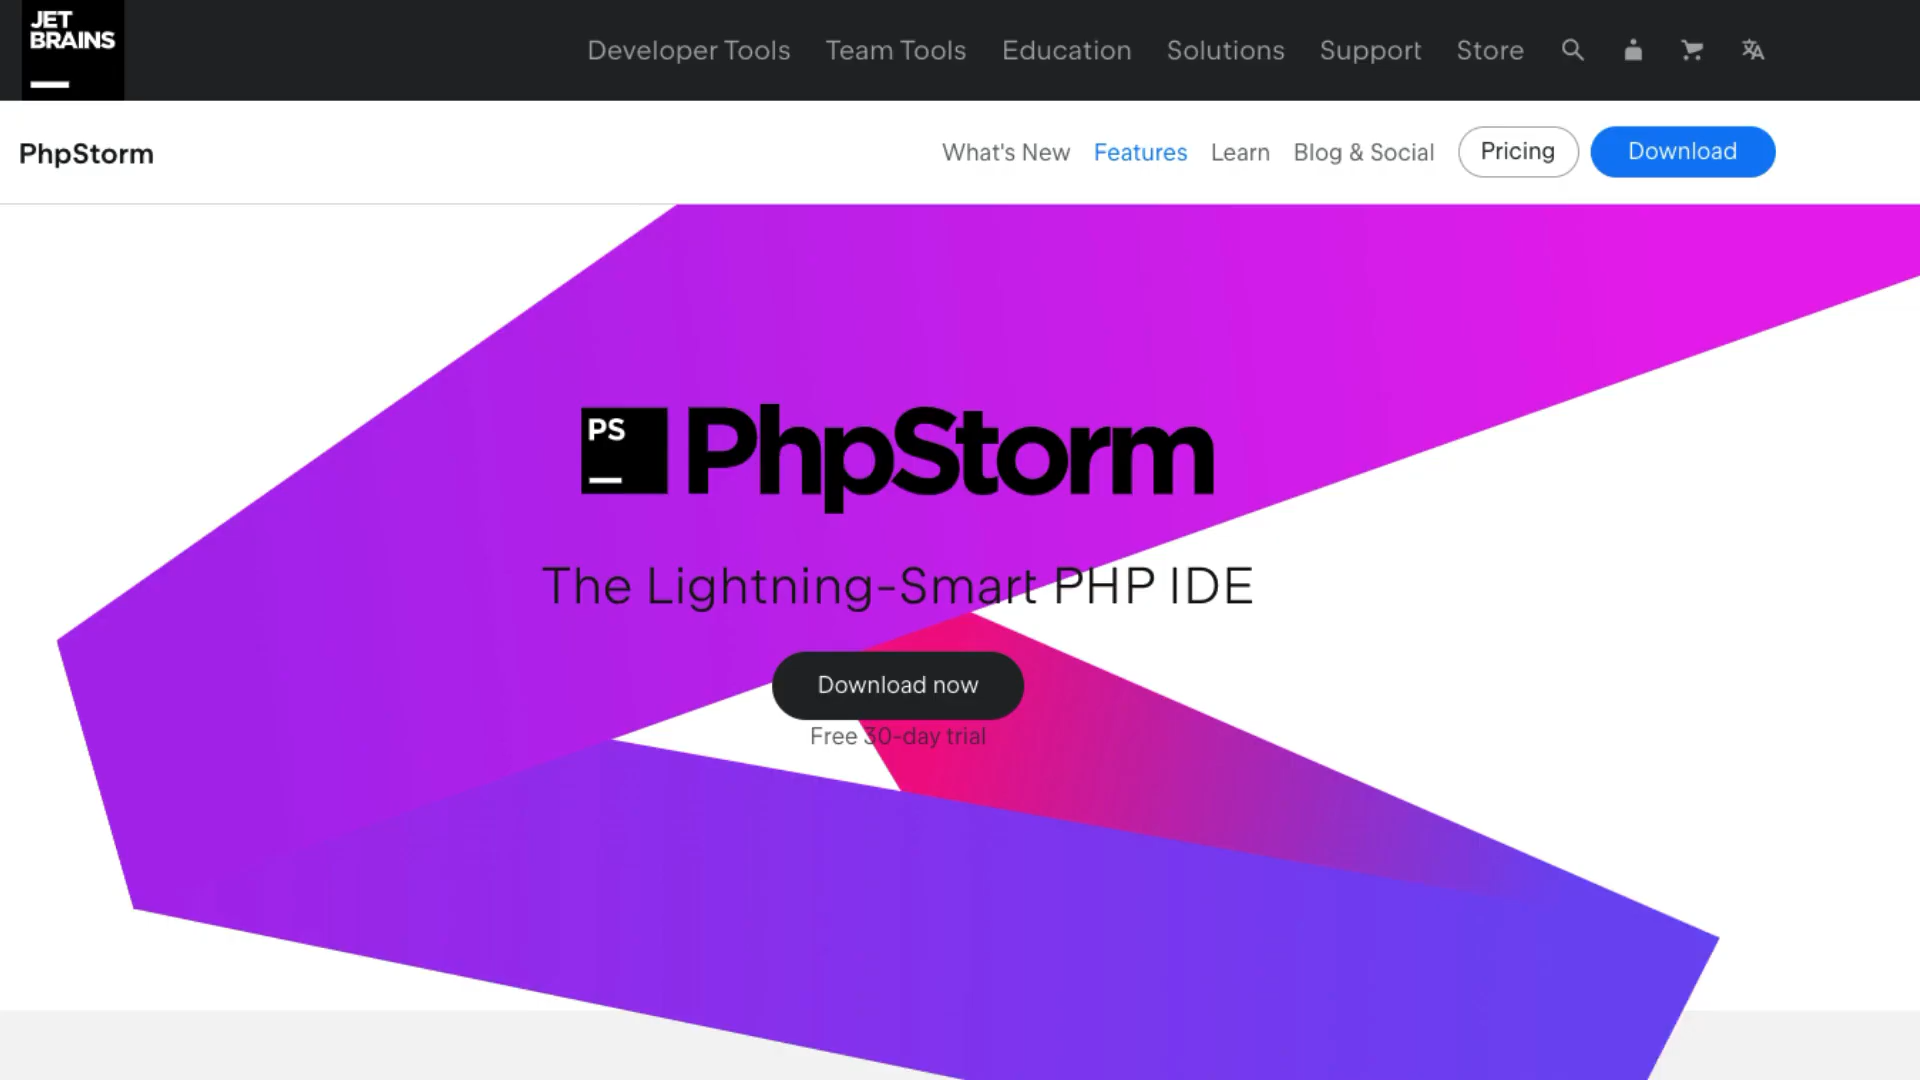 JET
BRAINS
Developer Tools Team Tools Education Solutions Support Store
PhpStorm
What's New Features Learn Blog & Social Pricing Download
PS
PhpStorm
The Lightning-Smart PHP IDE
Download now
Free 30-day trial